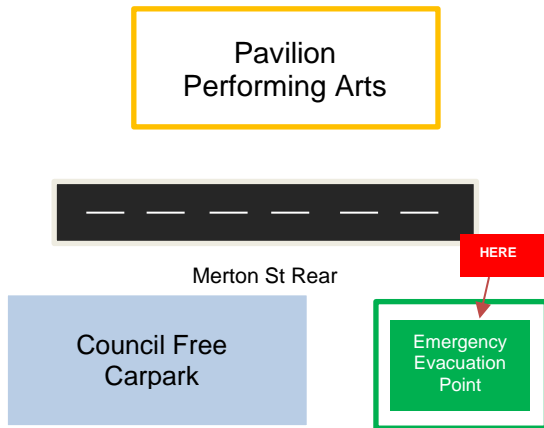 Pavilion
Performing Arts
HERE
Merton St Rear
Council Free
Carpark
Emergency
Evacuation
Point